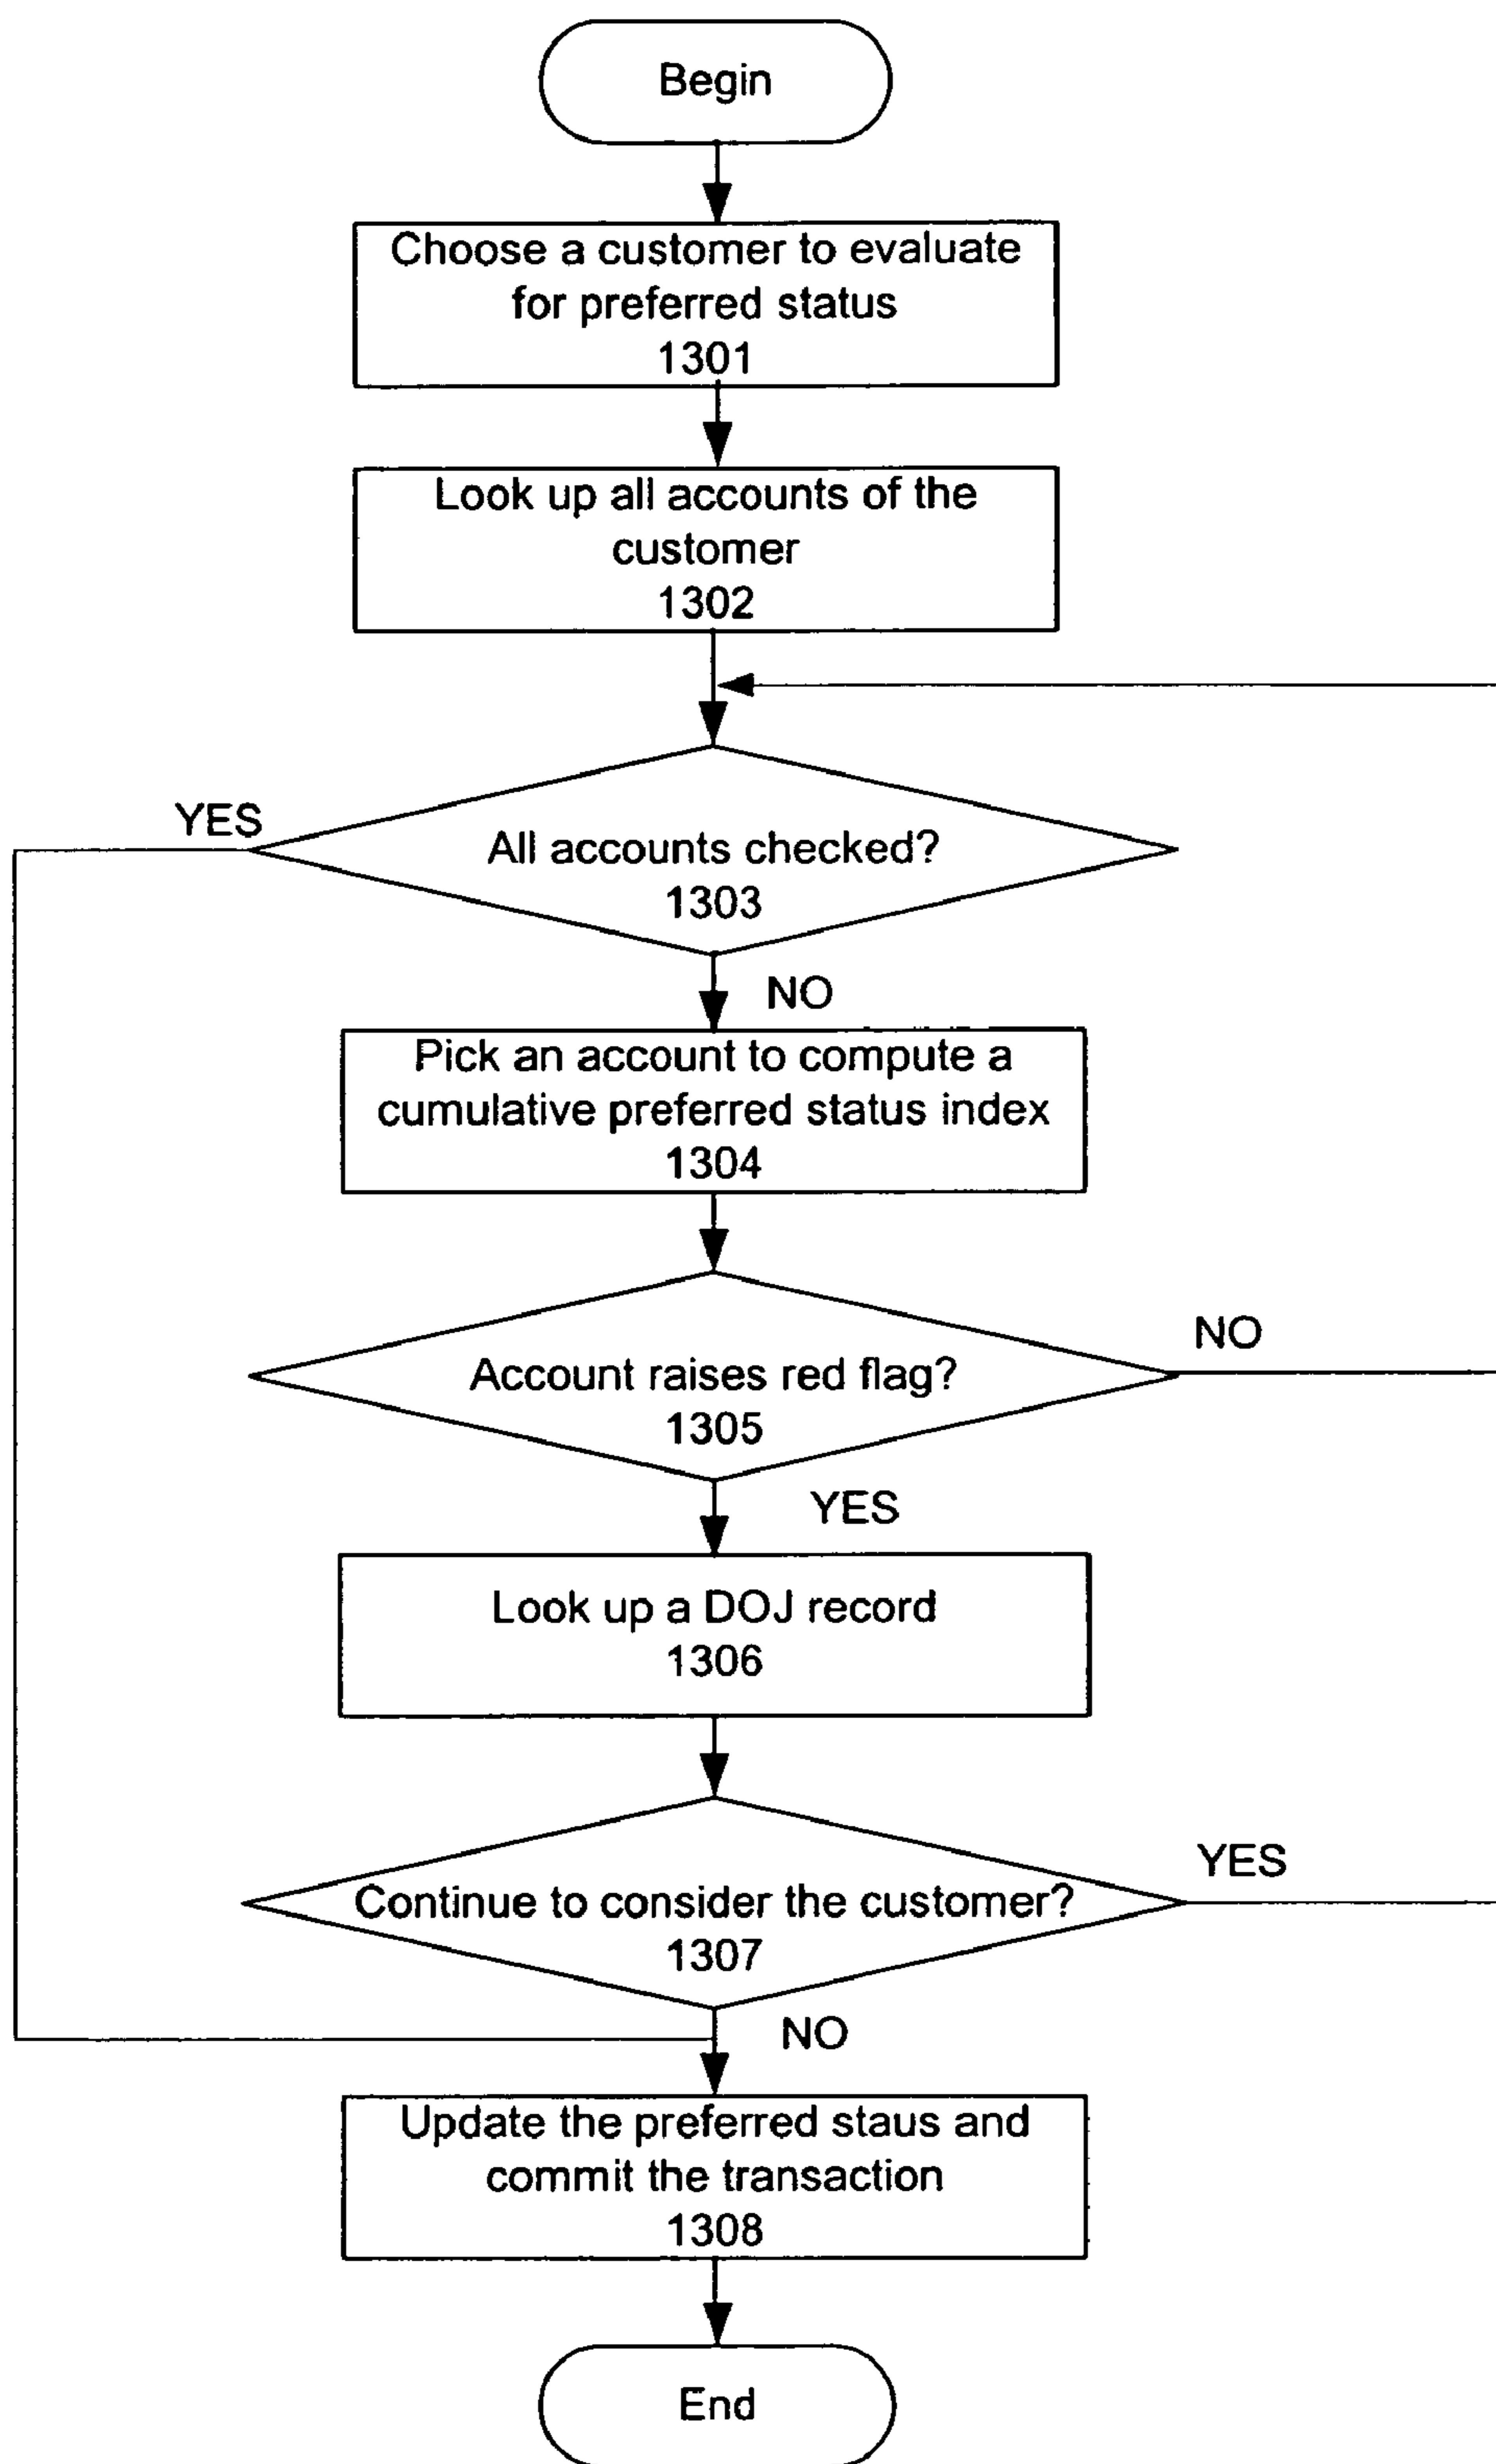 Begin
Choose a customer to evaluate
for preferred status
1301
Look up all accounts of the
customer
1302
YES
All accounts checked?
1303
NO
Pick an account to compute a
cumulative preferred status index
1304
NO
Account raises red flag?
1305
YES
Look up a DOJ record
1306
YES
Continue to consider the customer?
1307
NO
Update the preferred staus and
commit the transaction
1308
End